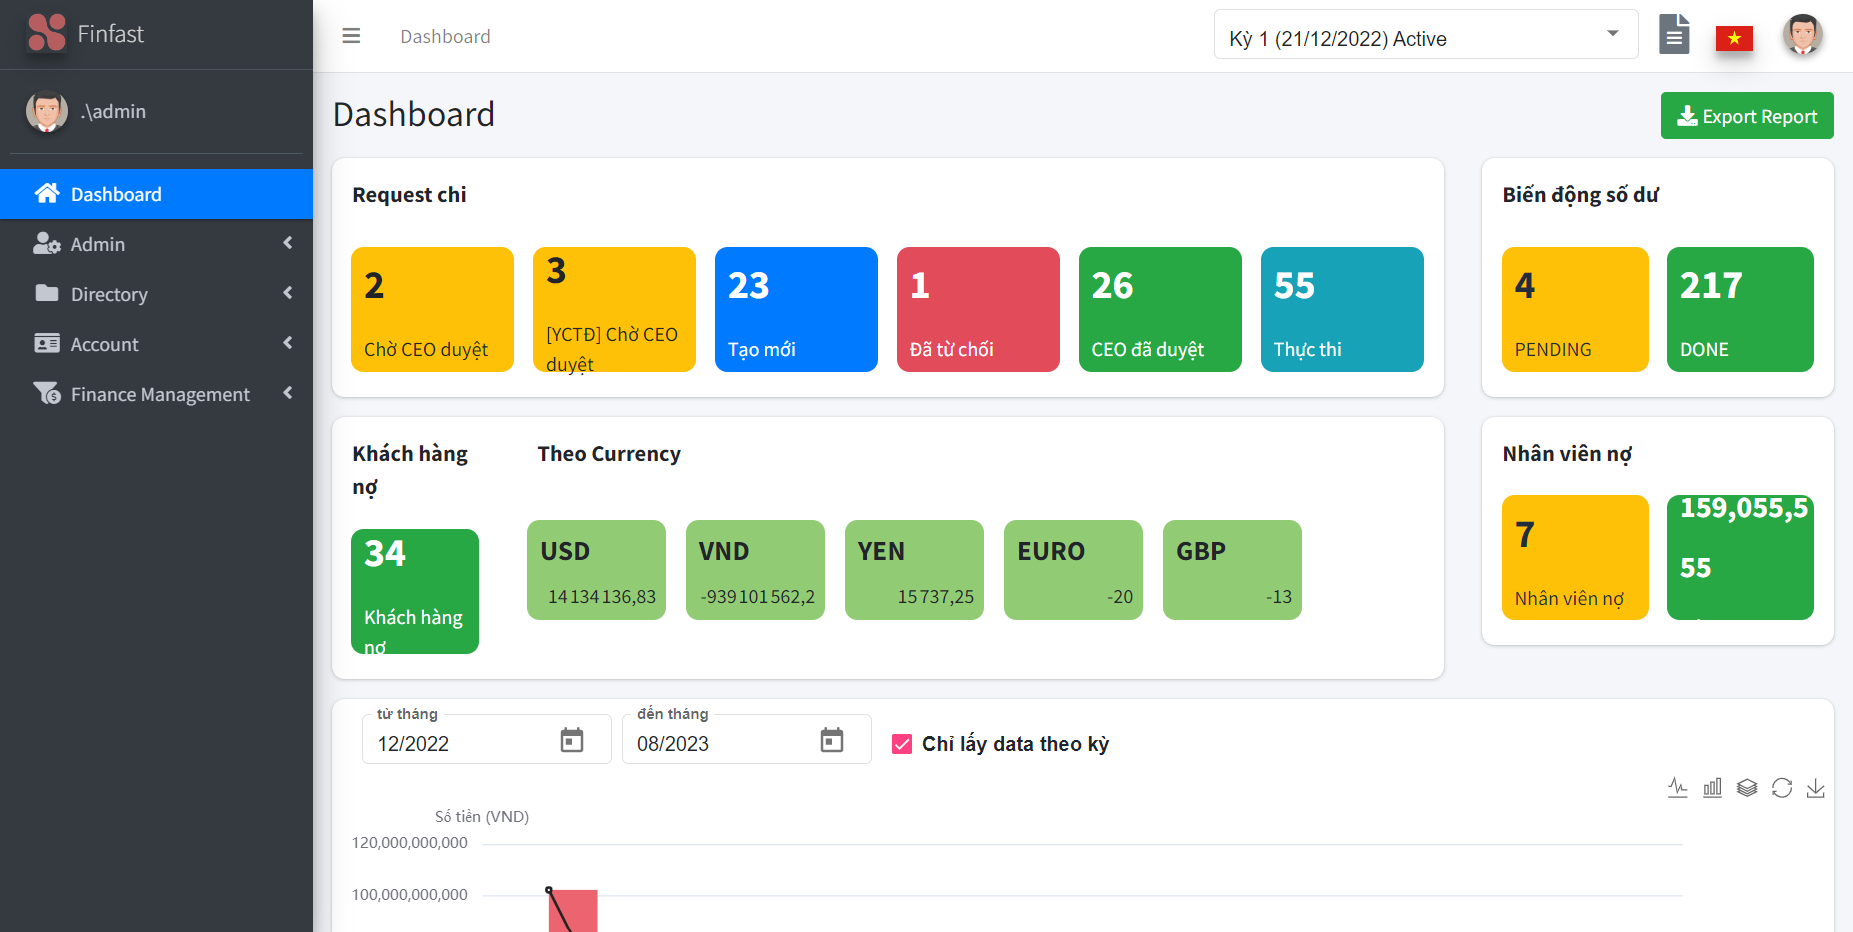 Finfast
Dashboard
Kỳ 1 (21/12/2022) Active
.\admin
Dashboard
Admin
Directory
Account
Finance Management
Dashboard
Export Report
Request chi
2
Chờ CEO duyệt
3
[YCTĐ] Chờ CEO
duyệt
23
Tạo mới
1
Đã từ chối
26
CEO đã duyệt
55
Thực thi
Biến động số dư
4
PENDING
217
DONE
Khách hàng
nợ
34
Khách hàng
nợ
Theo Currency
USD
14 134 136,83
VND
-939 101 562,2
YEN
15 737,25
EURO
-20
GBP
-13
Nhân viên nợ
7
Nhân viên nợ
159,055,5
55
từ tháng
12/2022
đến tháng
08/2023
Chỉ lấy data theo kỳ
Số tiền (VND)
120,000,000,000
100,000,000,000